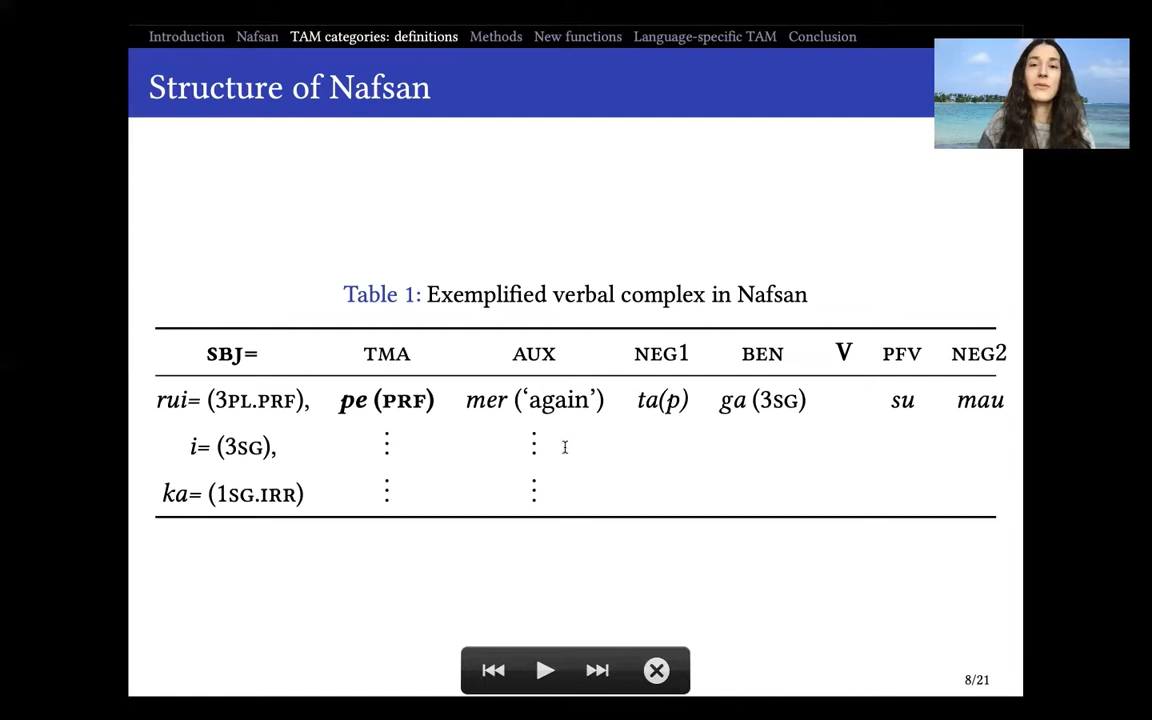 Introduction Nafsan TAM categories: definitions Methods New functions Language-specific TAM Conclusion
Structure of Nafsan
Table 1: Exemplified verbal complex in Nafsan
SBJ= TMA AUX NEG1 BEN V PFV NEG2
rui= (3PL.PRF), pe (PRF) mer (‘again’) ta(p) ga (3SG) su mau
i= (3SG), ⋮ ⋮
ka= (1SG.IRR) ⋮ ⋮
8/21